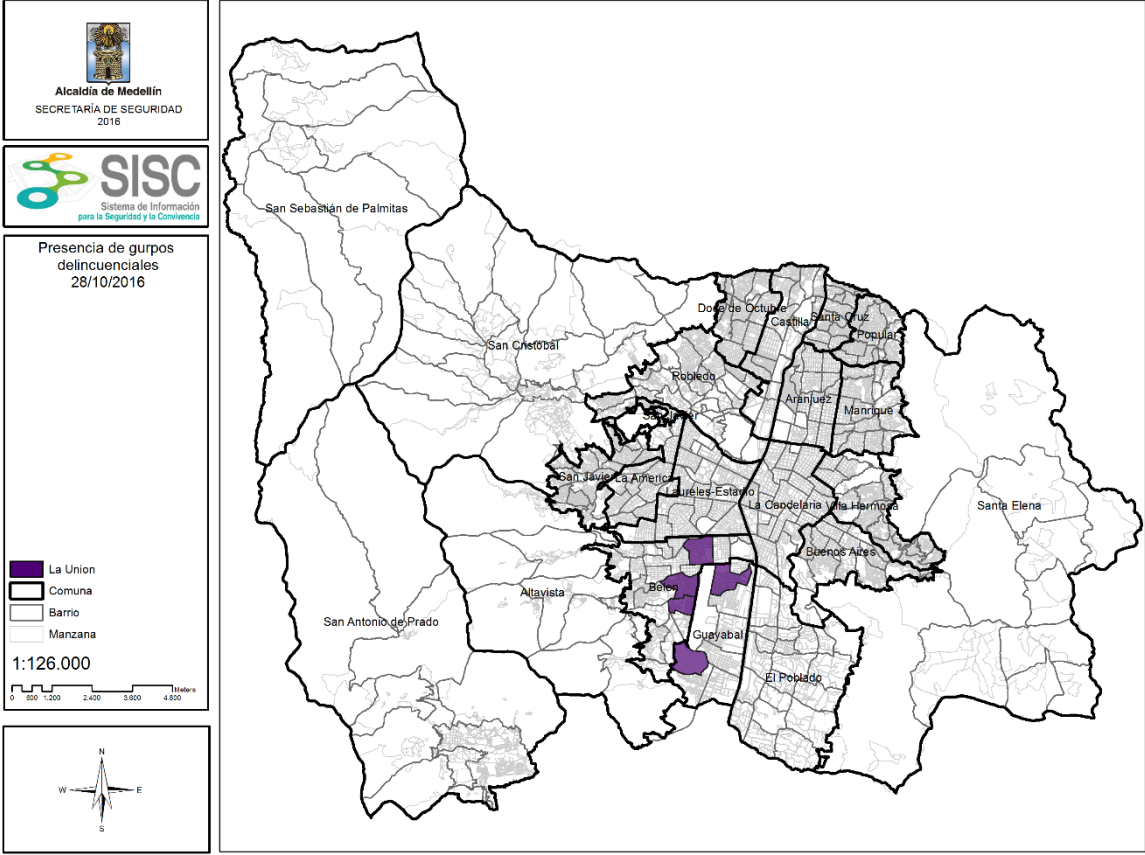 Alcaldía de Medellín
SECRETARÍA DE SEGURIDAD
2016
SISC
Sistema de Información
para la Seguridad y la Convivencia
Presencia de gurpos
delincuenciales
28/10/2016
La Union
Comuna
Barrio
Manzana
1:126.000
Meters
0 600 1.200 2.400 3.600 4.800
N
W E
S
San Sebastián de Palmitas
San Cristóbal
Doce de Octubre
Castilla
Santa Cruz
Popular
Robledo
Aranjuez
Manrique
San Javier
San Javier
La America
Laureles-Estadio
La Candelaria
Villa Hermosa
Santa Elena
Buenos Aires
Belén
Altavista
San Antonio de Prado
Guayabal
El Poblado